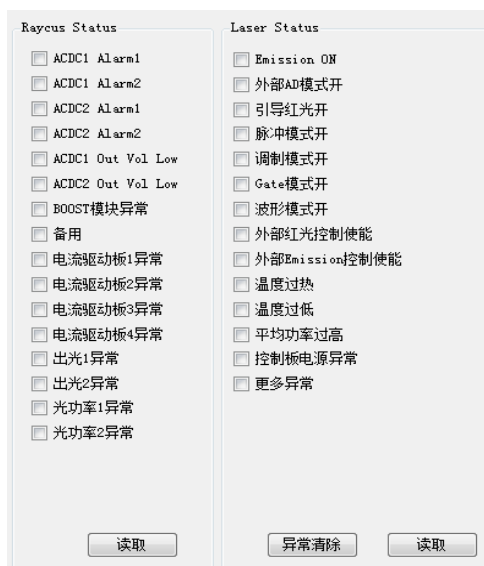 Raycus Status
ACDC1 Alarm1
ACDC1 Alarm2
ACDC2 Alarm1
ACDC2 Alarm2
ACDC1 Out Vol Low
ACDC2 Out Vol Low
BOOST模块异常
备用
电流驱动板1异常
电流驱动板2异常
电流驱动板3异常
电流驱动板4异常
出光1异常
出光2异常
光功率1异常
光功率2异常
读取
Laser Status
Emission ON
外部AD模式开
引导红光开
脉冲模式开
调制模式开
Gate模式开
波形模式开
外部红光控制使能
外部Emission控制使能
温度过热
温度过低
平均功率过高
控制板电源异常
更多异常
异常清除
读取